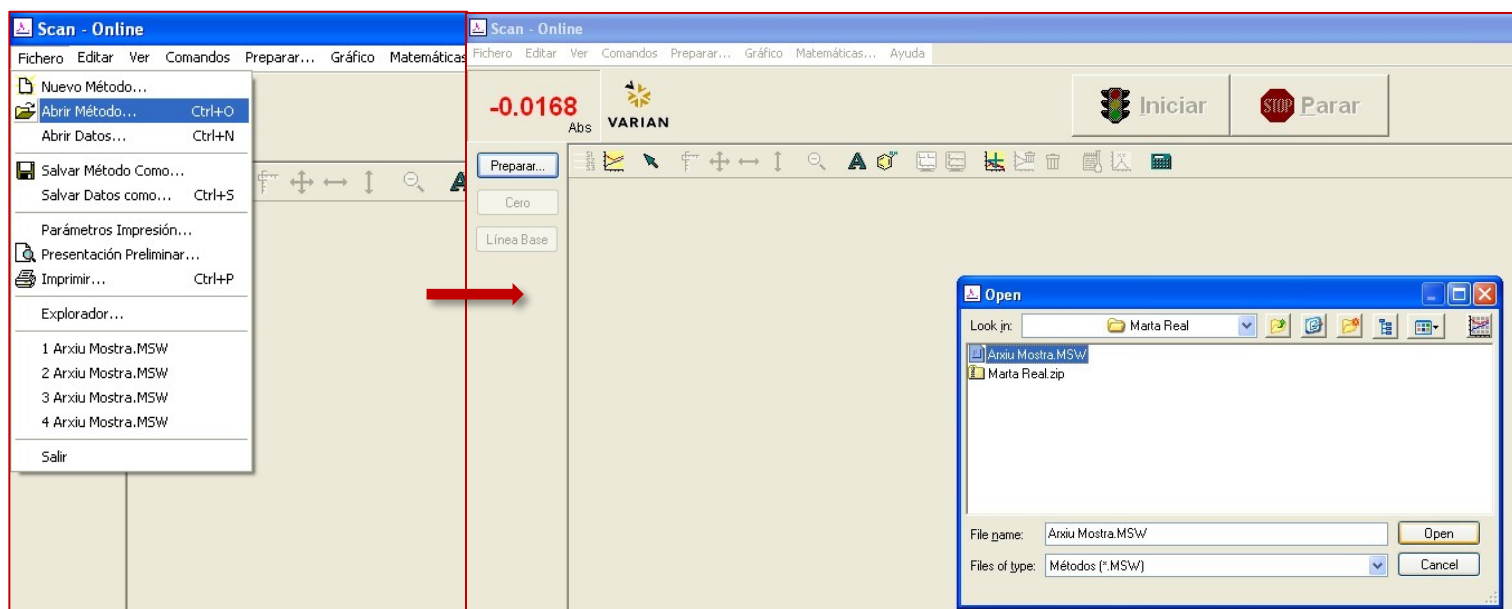 Scan - Online
Fichero Editar Ver Comandos Preparar... Gráfico Matemáticas
Nuevo Método...
Abrir Método... Ctrl+O
Abrir Datos... Ctrl+N
Salvar Método Como...
Salvar Datos como... Ctrl+S
Parámetros Impresión...
Presentación Preliminar...
Imprimir... Ctrl+P
Explorador...
1 Arxiu Mostra.MSW
2 Arxiu Mostra.MSW
3 Arxiu Mostra.MSW
4 Arxiu Mostra.MSW
Salir
Scan - Online
Fichero Editar Ver Comandos Preparar... Gráfico Matemáticas... Ayuda
-0.0168
Abs
VARIAN
Iniciar
STOP Parar
Preparar...
Cero
Línea Base
Open
Look in: Marta Real
Arxiu Mostra.MSW
Marta Real.zip
File name: Arxiu Mostra.MSW Open
Files of type: Métodos (*.MSW) Cancel